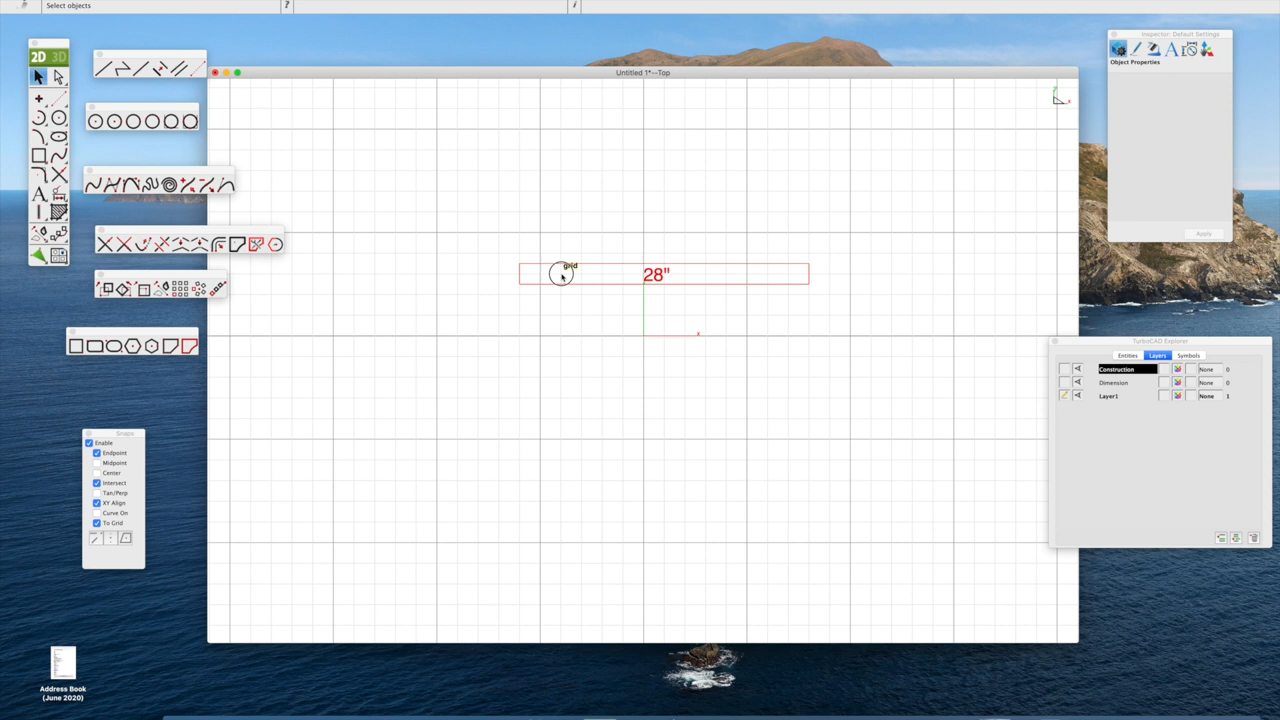 Select objects
?
i
Untitled 1*--Top
2D 3D
Inspector: Default Settings
Object Properties
Apply
y
x
grid
28"
x
TurboCAD Explorer
Entities Layers Symbols
Construction None 0
Dimension None 0
Layer1 None 1
Snaps
Enable
Endpoint
Midpoint
Center
Intersect
Tan/Perp
XY Align
Curve On
To Grid
Address Book
(June 2020)